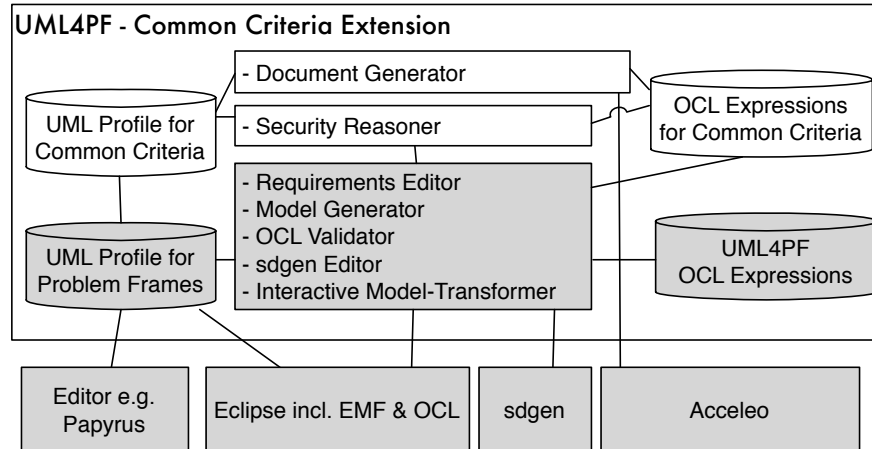 UML4PF - Common Criteria Extension
- Document Generator
UML Profile for
Common Criteria
- Security Reasoner
OCL Expressions
for Common Criteria
- Requirements Editor
- Model Generator
- OCL Validator
- sdgen Editor
- Interactive Model-Transformer
UML Profile for
Problem Frames
UML4PF
OCL Expressions
Editor e.g.
Papyrus
Eclipse incl. EMF & OCL
sdgen
Acceleo